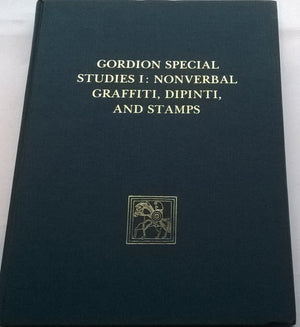 GORDION SPECIAL
STUDIES I: NONVERBAL
GRAFFITI, DIPINTI,
AND STAMPS